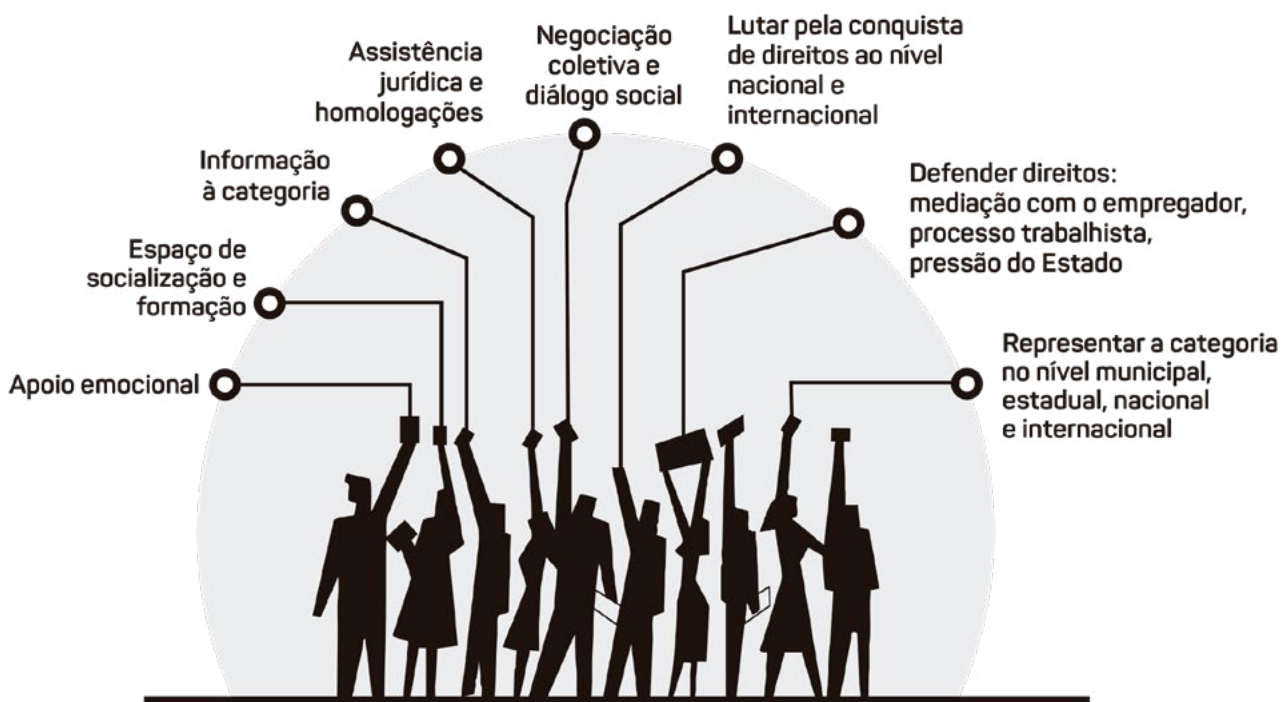 Apoio emocional
Espaço de
socialização e
formação
Informação
à categoria
Assistência
jurídica e
homologações
Negociação
coletiva e
diálogo social
Lutar pela conquista
de direitos ao nível
nacional e
internacional
Defender direitos:
mediação com o empregador,
processo trabalhista,
pressão do Estado
Representar a categoria
no nível municipal,
estadual, nacional
e internacional